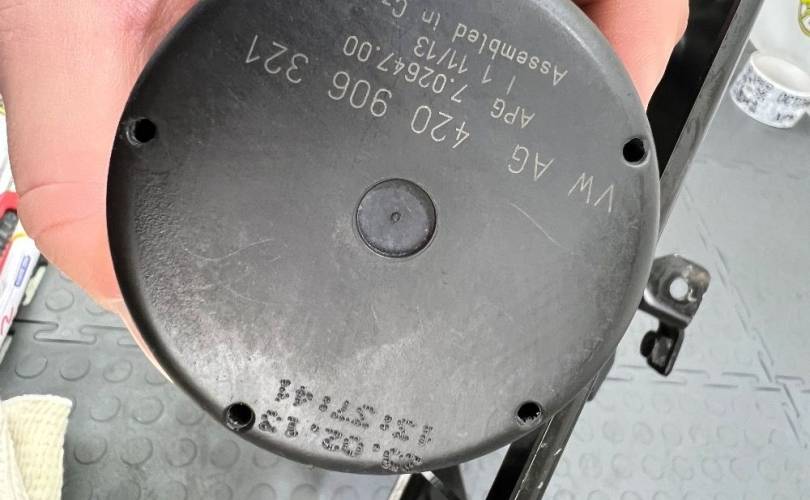 VW AG
420 906 321
APG 7.02647.00
I 1 11/13
Assembled in
.02.13
13:37:41